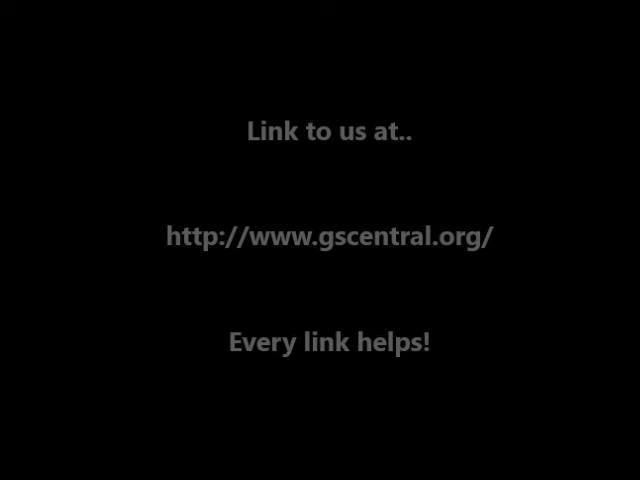 Link to us at..
http://www.gscentral.org/
Every link helps!